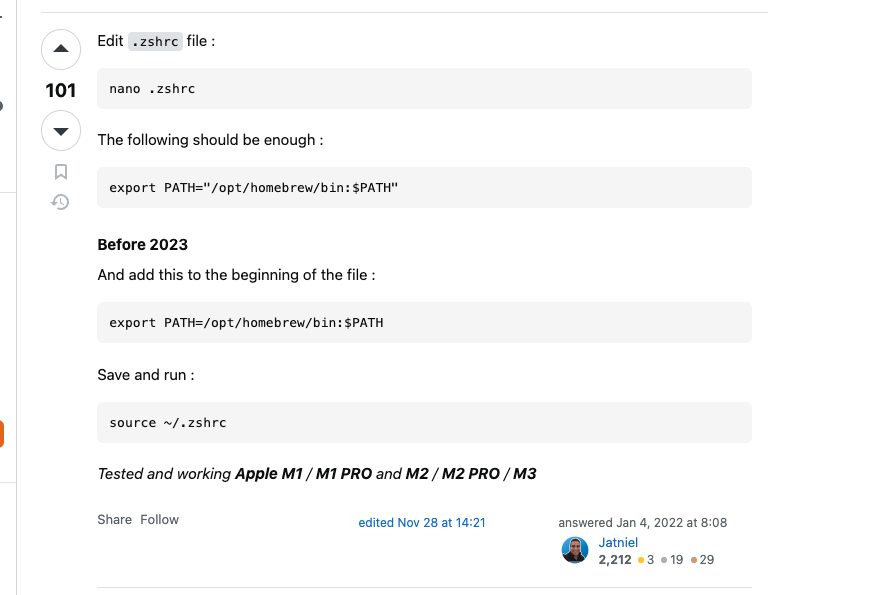 Edit .zshrc file :
101
nano .zshrc
The following should be enough :
export PATH="/opt/homebrew/bin:$PATH"
Before 2023
And add this to the beginning of the file :
export PATH=/opt/homebrew/bin:$PATH
Save and run :
source ~/.zshrc
Tested and working Apple M1 / M1 PRO and M2 / M2 PRO / M3
Share Follow
edited Nov 28 at 14:21
answered Jan 4, 2022 at 8:08
Jatniel
2,212 3 19 29